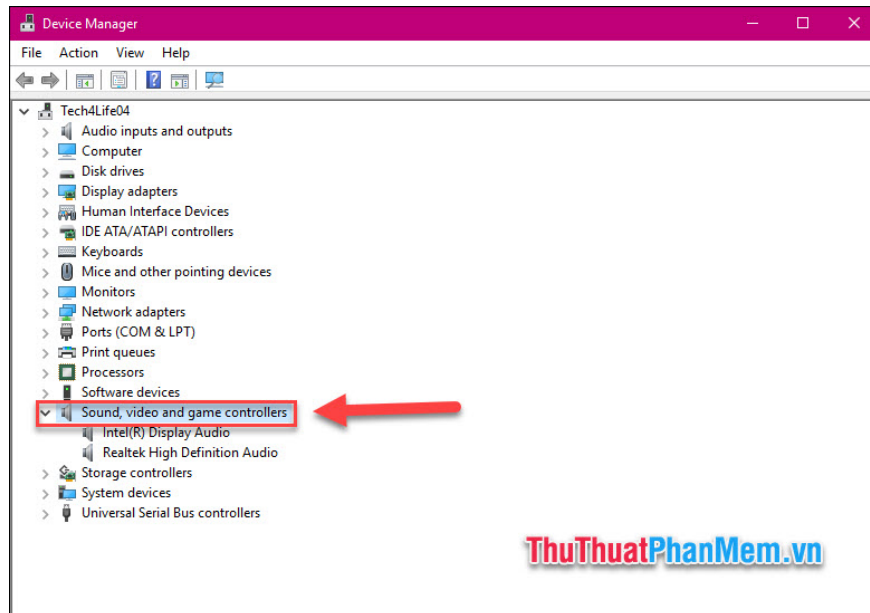 Device Manager
File Action View Help
Tech4Life04
Audio inputs and outputs
Computer
Disk drives
Display adapters
Human Interface Devices
IDE ATA/ATAPI controllers
Keyboards
Mice and other pointing devices
Monitors
Network adapters
Ports (COM & LPT)
Print queues
Processors
Software devices
Sound, video and game controllers
Intel(R) Display Audio
Realtek High Definition Audio
Storage controllers
System devices
Universal Serial Bus controllers
ThuThuatPhanMem.vn